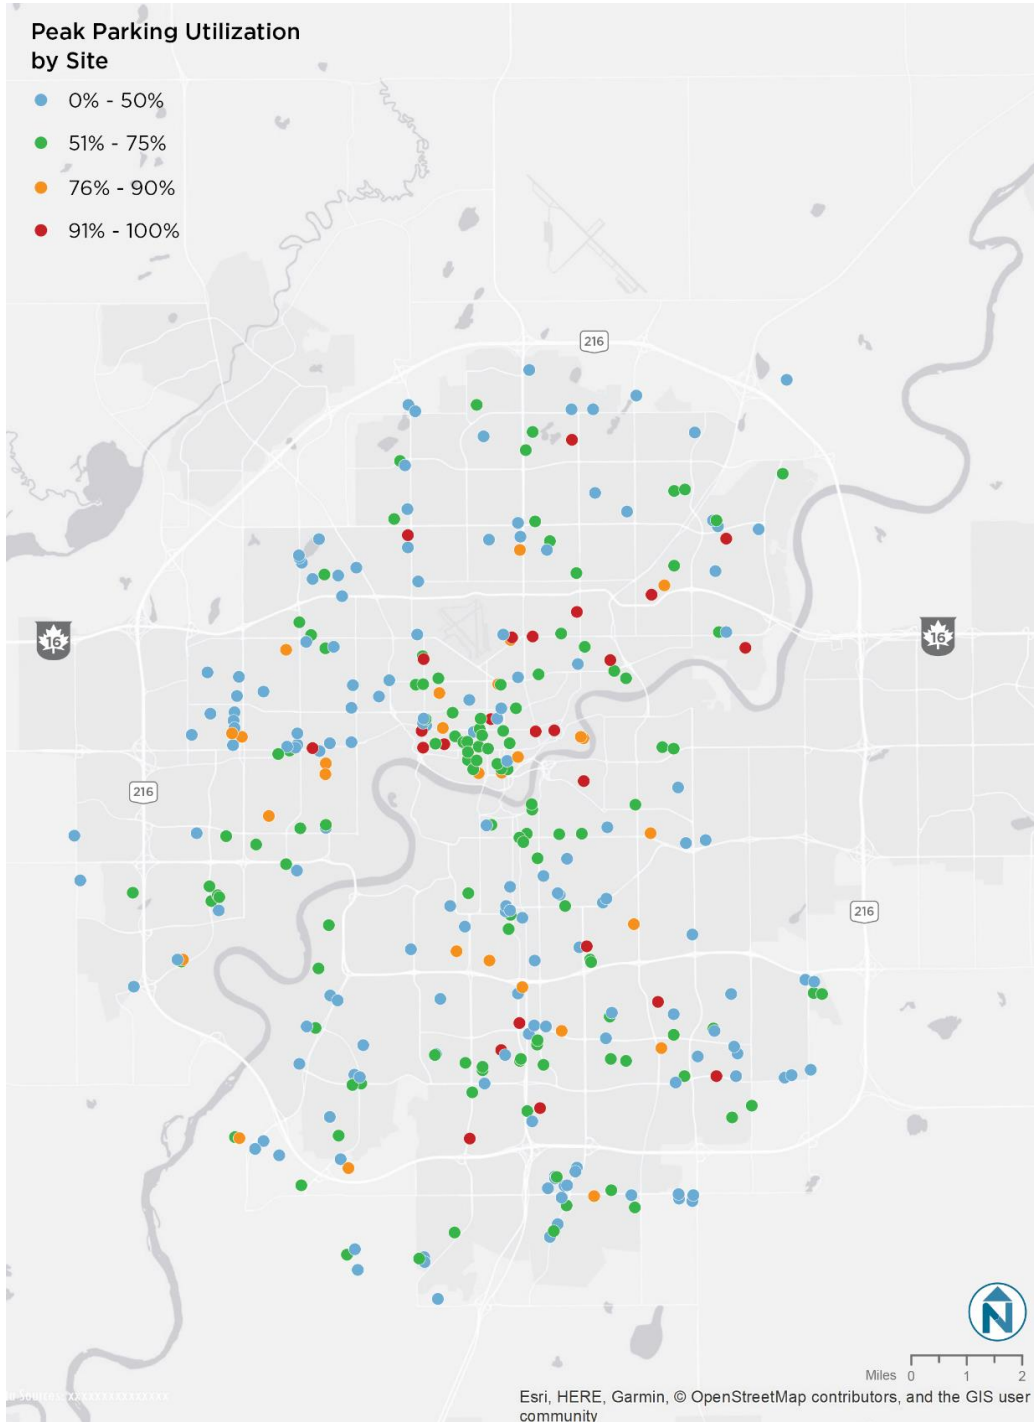 Peak Parking Utilization
by Site
0% - 50%
51% - 75%
76% - 90%
91% - 100%
216
16
16
216
216
N
Miles 0 1 2
Esri, HERE, Garmin, © OpenStreetMap contributors, and the GIS user
community